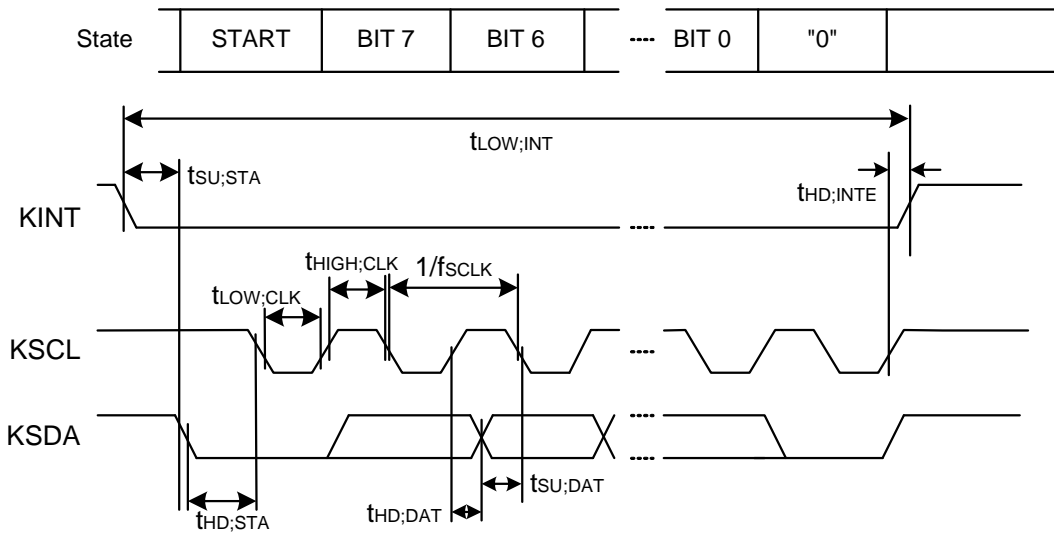 State START BIT 7 BIT 6 ---- BIT 0 "0"
tLOW;INT
tSU;STA
tHD;INTE
KINT ----
tHIGH;CLK 1/fSCLK
tLOW;CLK
KSCL ----
KSDA ----
tSU;DAT
tHD;STA tHD;DAT